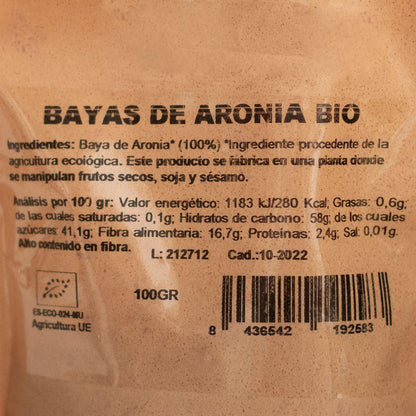 BAYAS DE ARONIA BIO
Ingredientes: Baya de Aronia* (100%) *Ingrediente procedente de la
agricultura ecológica. Este producto se fabrica en una planta donde
se manipulan frutos secos, soja y sésamo.
Análisis por 100 gr: Valor energético: 1183 kJ/280 Kcal; Grasas: 0,6g;
de las cuales saturadas: 0,1g; Hidratos de carbono: 58g; de los cuales
azúcares: 41,1g; Fibra alimentaria: 16,7g; Proteínas: 2,4g; Sal: 0,01g.
Alto contenido en fibra.
L: 212712 Cad.:10-2022
100GR
ES-ECO-024-MU
Agricultura UE
8 436542 192583